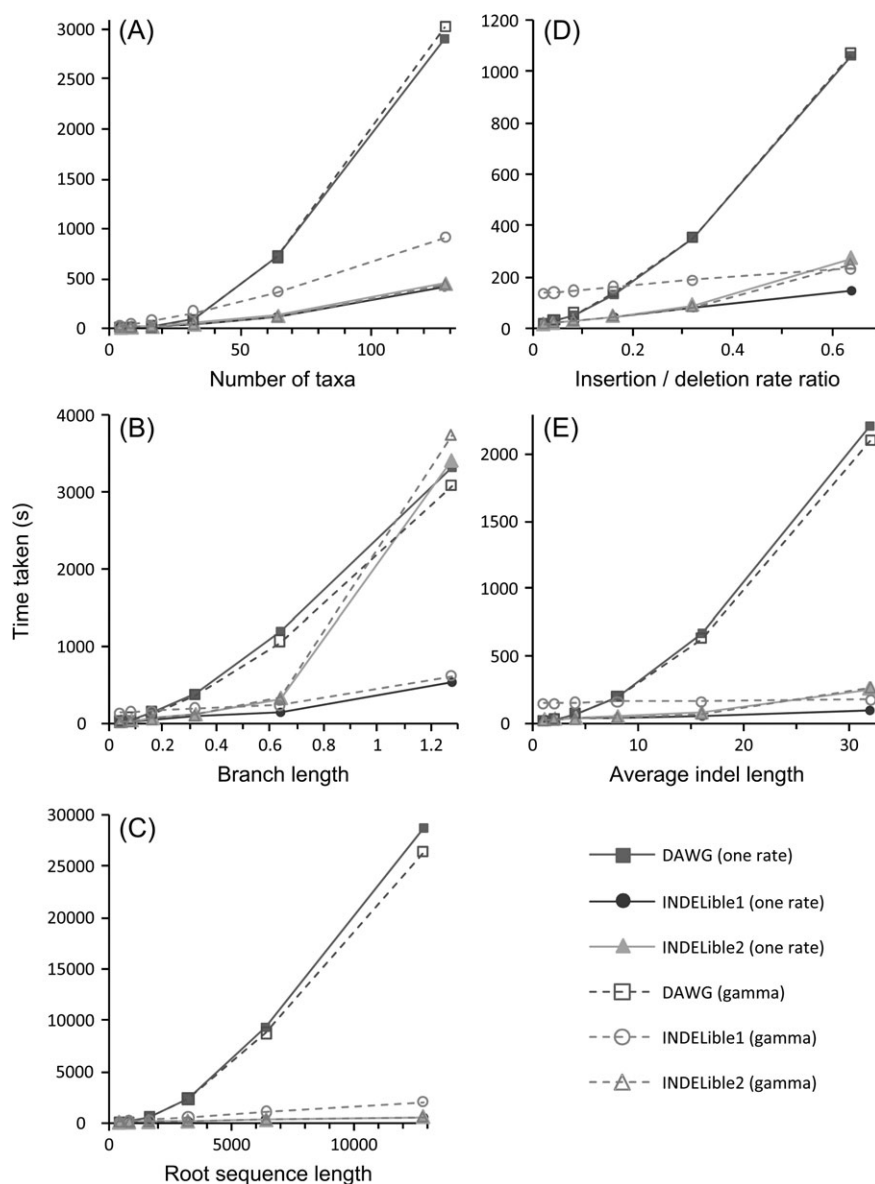 (A)
3000
2500
2000
1500
1000
500
0
0 50 100
Number of taxa
(D)
1200
1000
800
600
400
200
0
0 0.2 0.4 0.6
Insertion / deletion rate ratio
(B)
4000
3000
2000
1000
0
0 0.2 0.4 0.6 0.8 1 1.2
Branch length
Time taken (s)
(E)
2000
1500
1000
500
0
0 10 20 30
Average indel length
(C)
30000
25000
20000
15000
10000
5000
0
0 5000 10000
Root sequence length
DAWG (one rate)
INDELible1 (one rate)
INDELible2 (one rate)
DAWG (gamma)
INDELible1 (gamma)
INDELible2 (gamma)